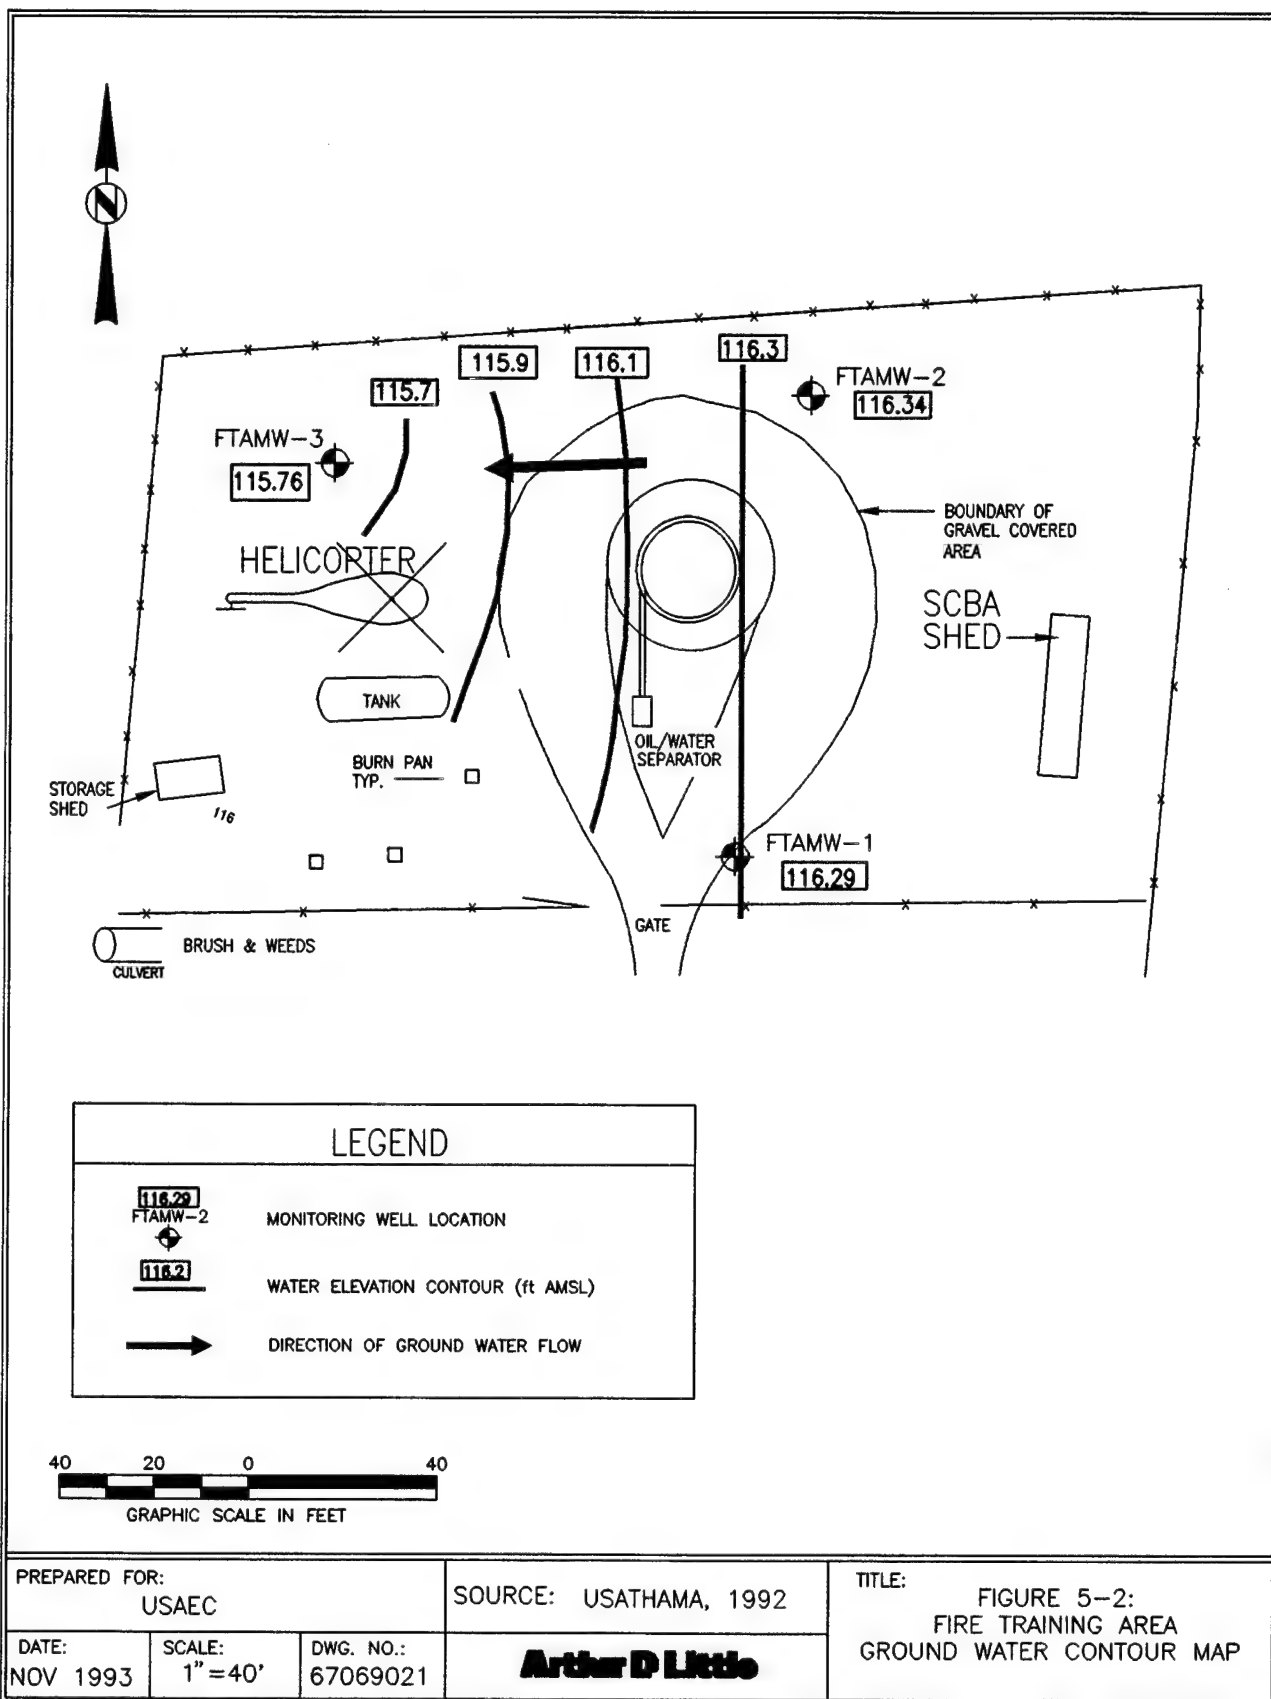 N
116.3
115.9
116.1
115.7
FTAMW-2
116.34
FTAMW-3
115.76
BOUNDARY OF
GRAVEL COVERED
AREA
HELICOPTER
SCBA
SHED
TANK
OIL/WATER
SEPARATOR
BURN PAN
TYP.
STORAGE
SHED
116
FTAMW-1
116.29
GATE
BRUSH & WEEDS
CULVERT
LEGEND
116.29
FTAMW-2
MONITORING WELL LOCATION
116.2
WATER ELEVATION CONTOUR (ft AMSL)
DIRECTION OF GROUND WATER FLOW
40 20 0 40
GRAPHIC SCALE IN FEET
PREPARED FOR:
USAEC
SOURCE: USATHAMA, 1992
TITLE:
FIGURE 5-2:
FIRE TRAINING AREA
GROUND WATER CONTOUR MAP
DATE:
NOV 1993
SCALE:
1"=40'
DWG. NO.:
67069021
Arthur D Little